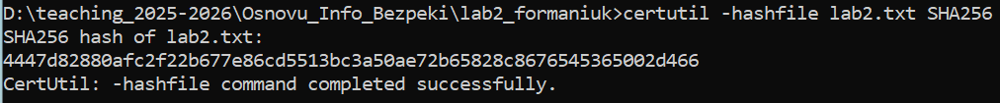 D:\teaching_2025-2026\Osnovu_Info_Bezpeki\lab2_formaniuk>certutil -hashfile lab2.txt SHA256
SHA256 hash of lab2.txt:
4447d82880afc2f22b677e86cd5513bc3a50ae72b65828c8676545365002d466
CertUtil: -hashfile command completed successfully.